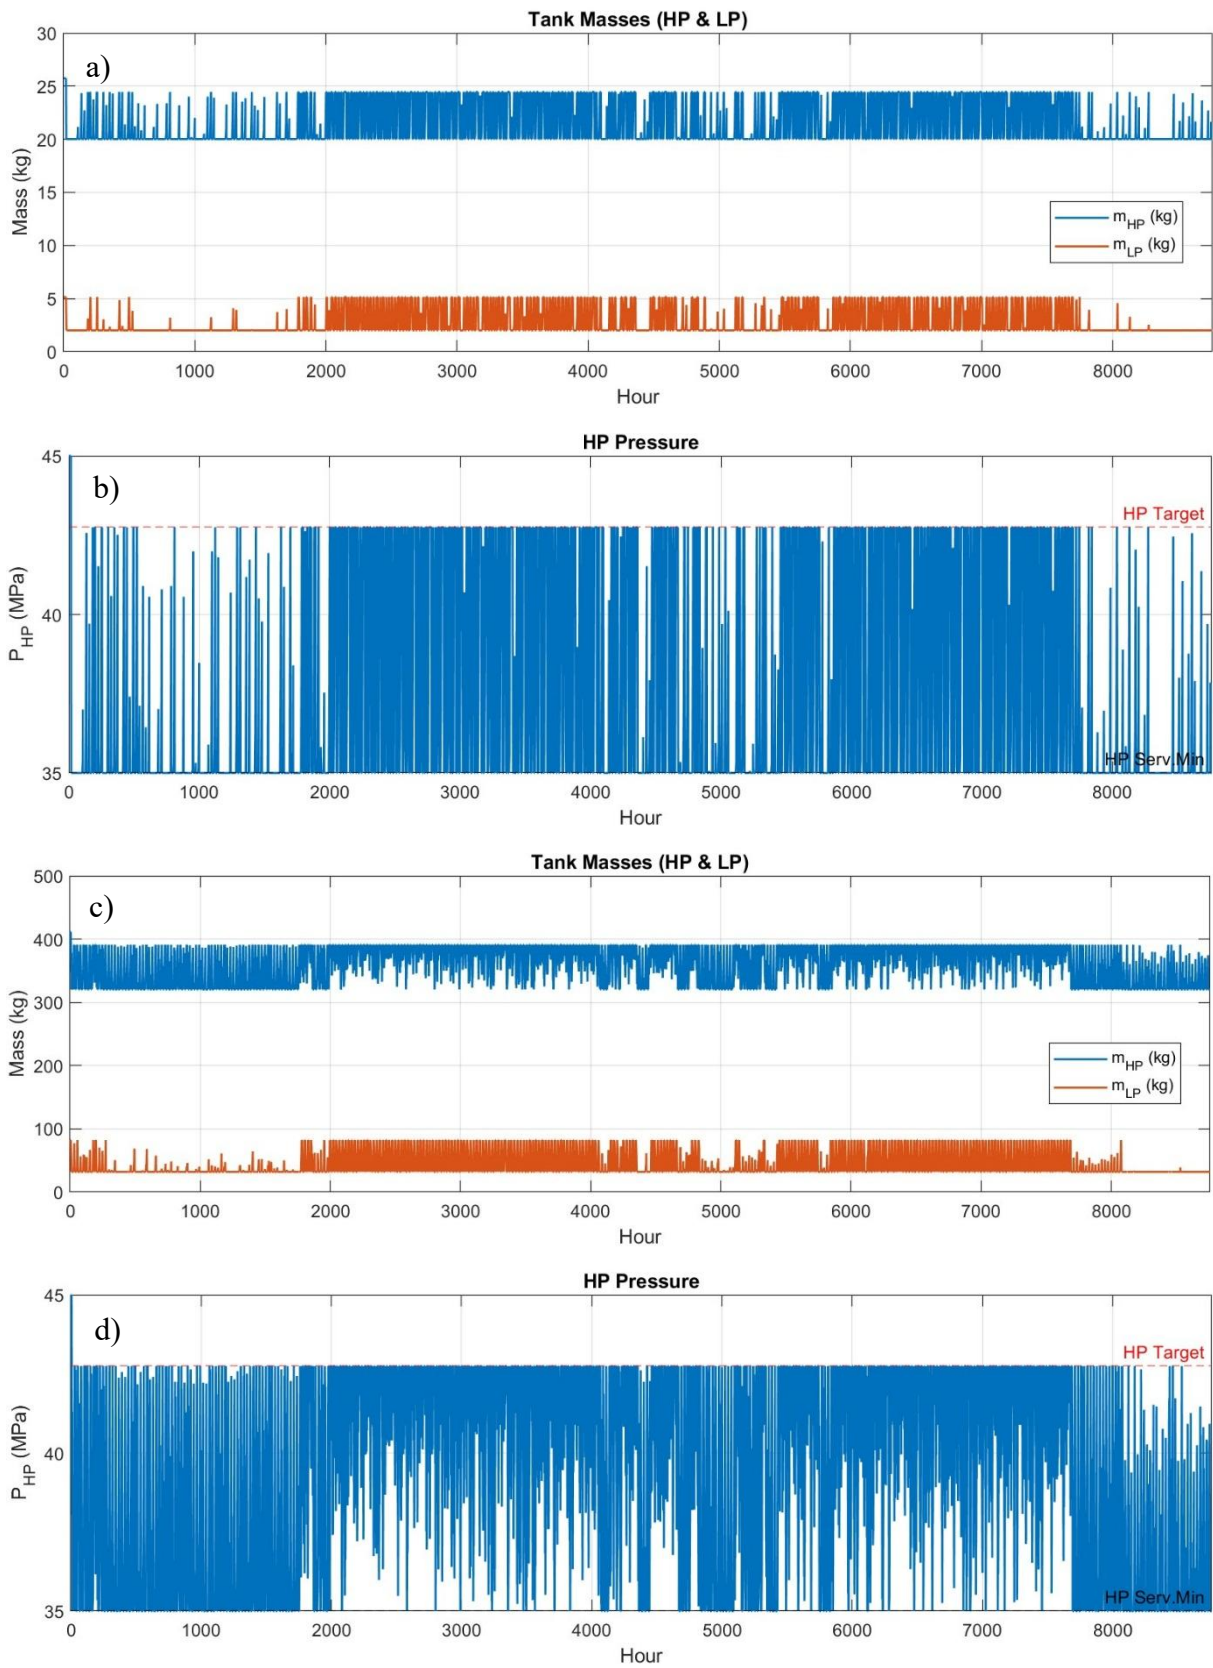 Tank Masses (HP & LP)
a)
30
25
20
15
10
5
0
Mass (kg)
m_HP (kg)
m_LP (kg)
0 1000 2000 3000 4000 5000 6000 7000 8000
Hour
HP Pressure
b)
45
40
35
P_HP (MPa)
HP Target
HP Serv.Min
0 1000 2000 3000 4000 5000 6000 7000 8000
Hour
Tank Masses (HP & LP)
c)
500
400
300
200
100
0
Mass (kg)
m_HP (kg)
m_LP (kg)
0 1000 2000 3000 4000 5000 6000 7000 8000
Hour
HP Pressure
d)
45
40
35
P_HP (MPa)
HP Target
HP Serv.Min
0 1000 2000 3000 4000 5000 6000 7000 8000
Hour